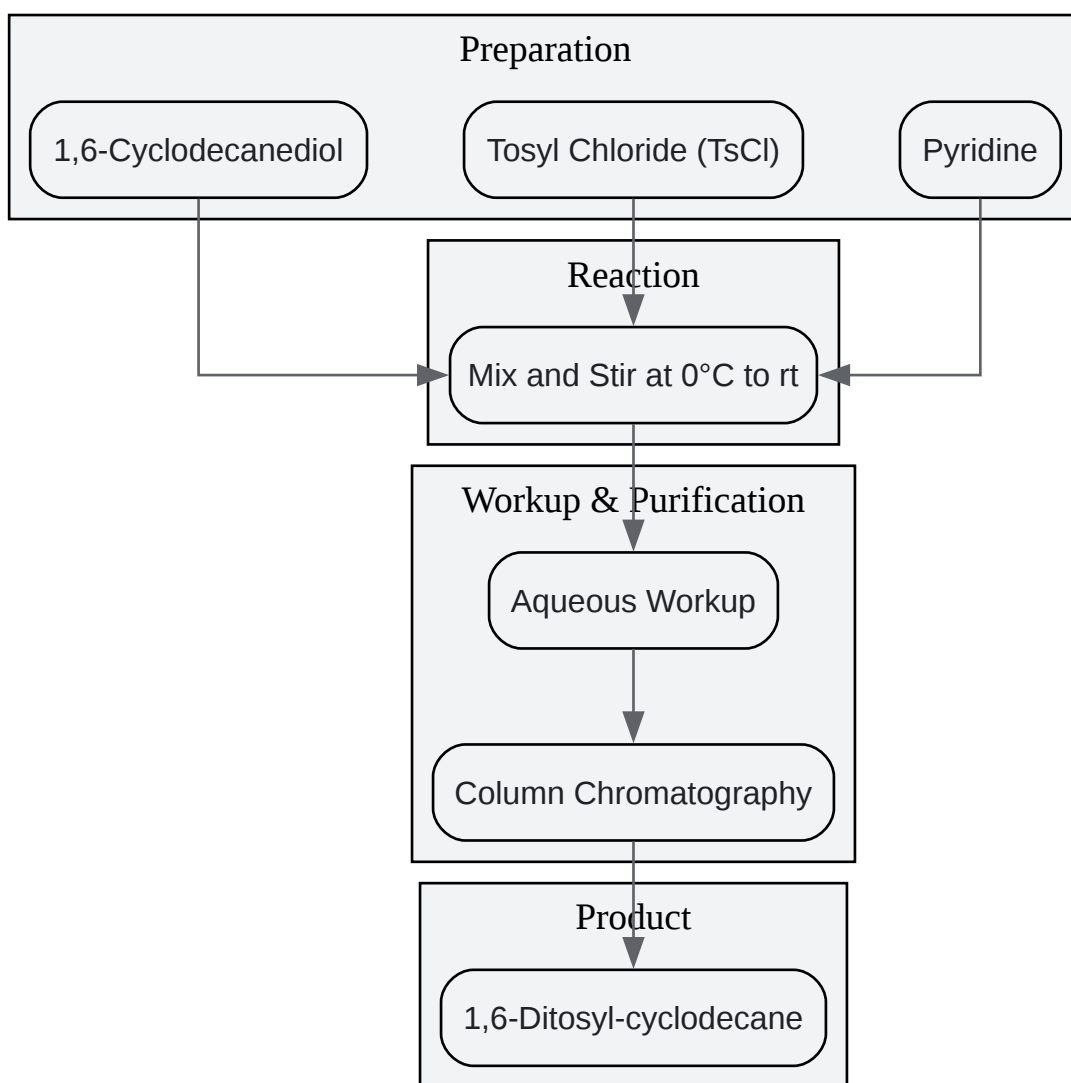 Preparation
1,6-Cyclodecanediol
Tosyl Chloride (TsCl)
Pyridine
Reaction
Mix and Stir at 0°C to rt
Workup & Purification
Aqueous Workup
Column Chromatography
Product
1,6-Ditosyl-cyclodecane